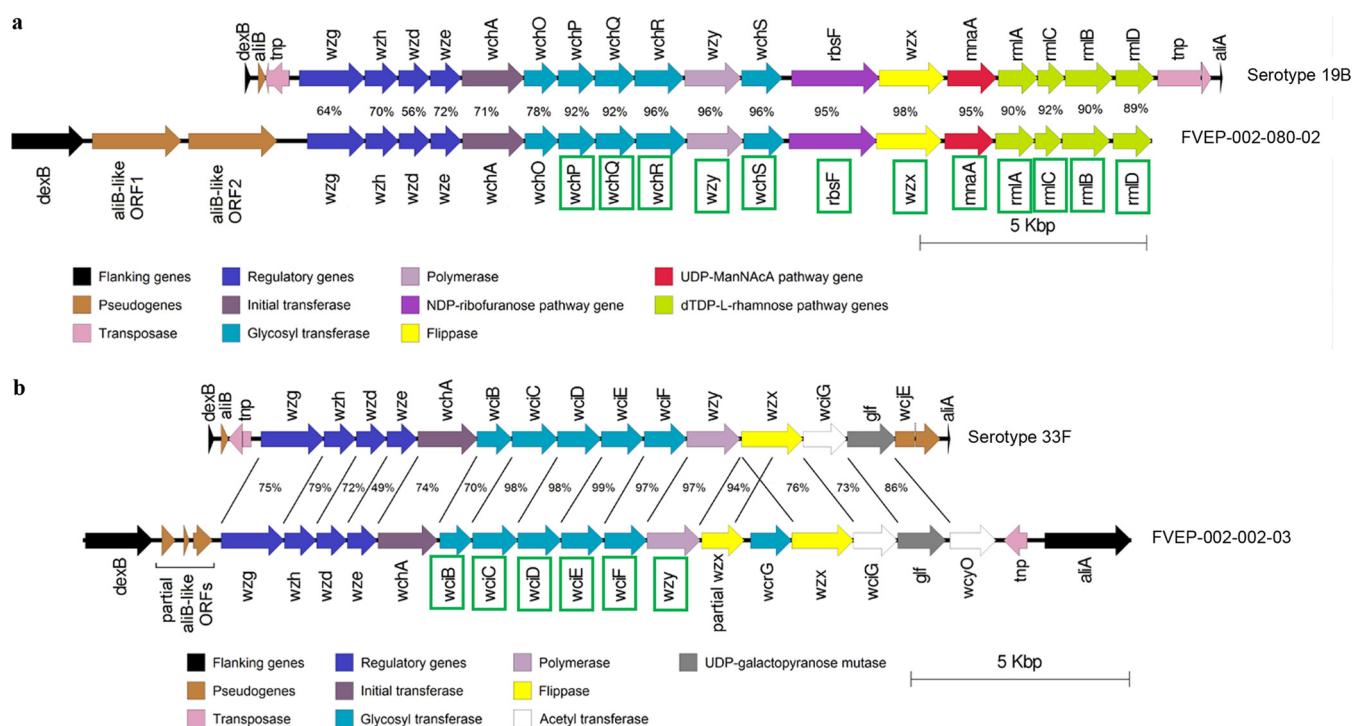 a
dexB aliB tnp wzg wzh wzd wze wchA wchO wchP wchQ wchR wzy wchS rbsF wzx mnaA rmlA rmlC rmlB rmlD tnp aliA
Serotype 19B
64% 70% 56% 72% 71% 78% 92% 92% 96% 96% 96% 95% 98% 95% 90% 92% 90% 89%
FVEP-002-080-02
dexB aliB-like ORF1 aliB-like ORF2 wzg wzh wzd wze wchA wchO wchP wchQ wchR wzy wchS rbsF wzx mnaA rmlA rmlC rmlB rmlD
5 Kbp
Flanking genes Regulatory genes Polymerase UDP-ManNAcA pathway gene
Pseudogenes Initial transferase NDP-ribofuranose pathway gene dTDP-L-rhamnose pathway genes
Transposase Glycosyl transferase Flippase
b
dexB aliB tnp wzg wzh wzd wze wchA wciB wciC wciD wciE wciF wzy wzx wciG glf wcjE aliA
Serotype 33F
75% 79% 72% 49% 74% 70% 98% 98% 99% 97% 97% 94% 76% 73% 86%
FVEP-002-002-03
dexB partial aliB-like ORFs wzg wzh wzd wze wchA wciB wciC wciD wciE wciF wzy partial wzx wcrG wzx wciG glf wcyO tnp aliA
Flanking genes Regulatory genes Polymerase UDP-galactopyranose mutase 5 Kbp
Pseudogenes Initial transferase Flippase
Transposase Glycosyl transferase Acetyl transferase